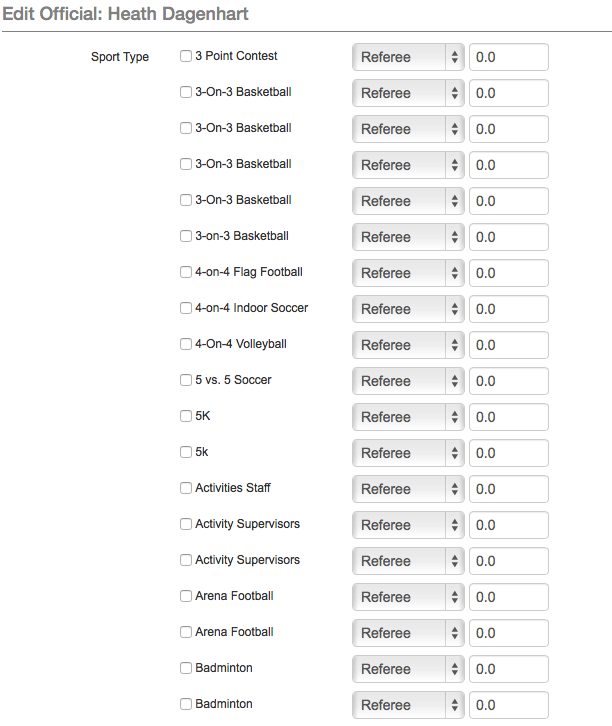 Edit Official: Heath Dagenhart
Sport Type 3 Point Contest Referee 0.0
3-On-3 Basketball Referee 0.0
3-On-3 Basketball Referee 0.0
3-On-3 Basketball Referee 0.0
3-On-3 Basketball Referee 0.0
3-on-3 Basketball Referee 0.0
4-on-4 Flag Football Referee 0.0
4-on-4 Indoor Soccer Referee 0.0
4-On-4 Volleyball Referee 0.0
5 vs. 5 Soccer Referee 0.0
5K Referee 0.0
5k Referee 0.0
Activities Staff Referee 0.0
Activity Supervisors Referee 0.0
Activity Supervisors Referee 0.0
Arena Football Referee 0.0
Arena Football Referee 0.0
Badminton Referee 0.0
Badminton Referee 0.0